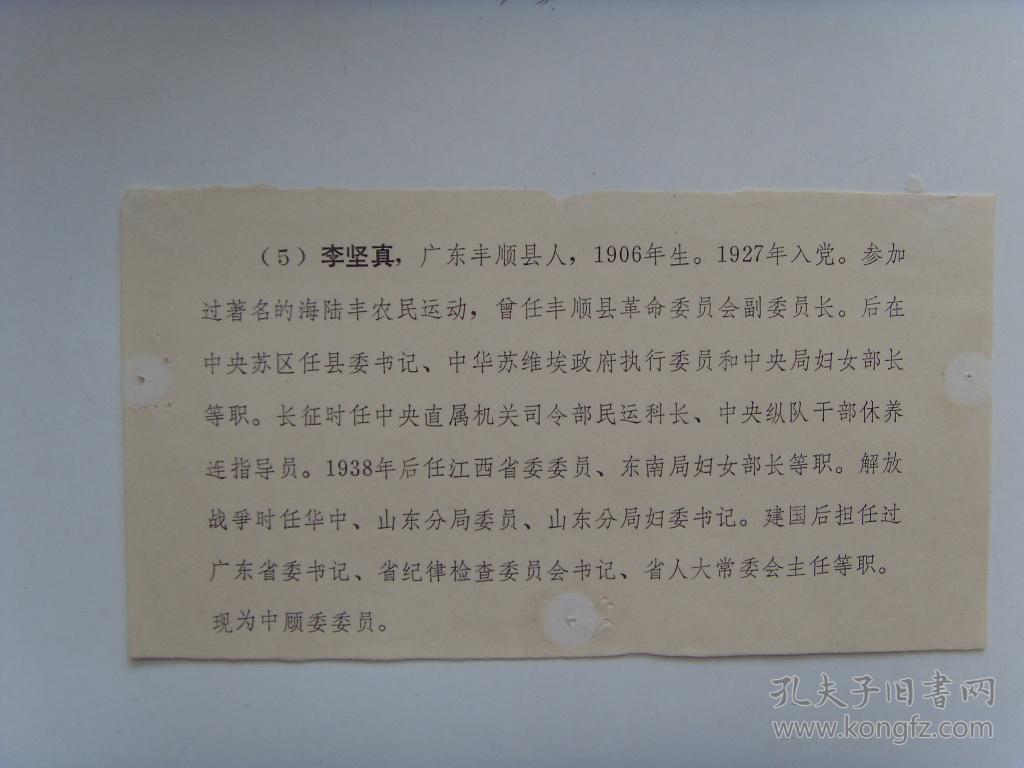 （5）李坚真，广东丰顺县人，1906年生。1927年入党。参加
过著名的海陆丰农民运动，曾任丰顺县革命委员会副委员长。后在
中央苏区任县委书记、中华苏维埃政府执行委员和中央局妇女部长
等职。长征时任中央直属机关司令部民运科长、中央纵队干部休养
连指导员。1938年后任江西省委委员、东南局妇女部长等职。解放
战争时任华中、山东分局委员、山东分局妇委书记。建国后担任过
广东省委书记、省纪律检查委员会书记、省人大常委会主任等职。
现为中顾委委员。
孔夫子旧書网
www.kongfz.com